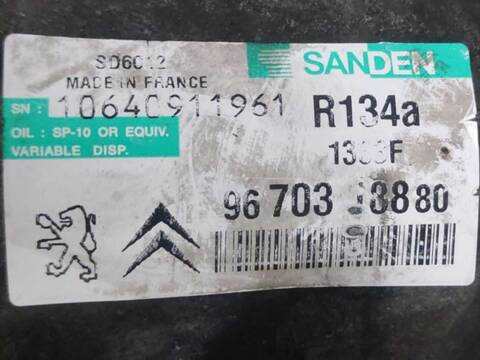 SD6C12
MADE IN FRANCE
SANDEN
SN : 10640911961
OIL : SP-10 OR EQUIV.
VARIABLE DISP.
R134a
96 703 80